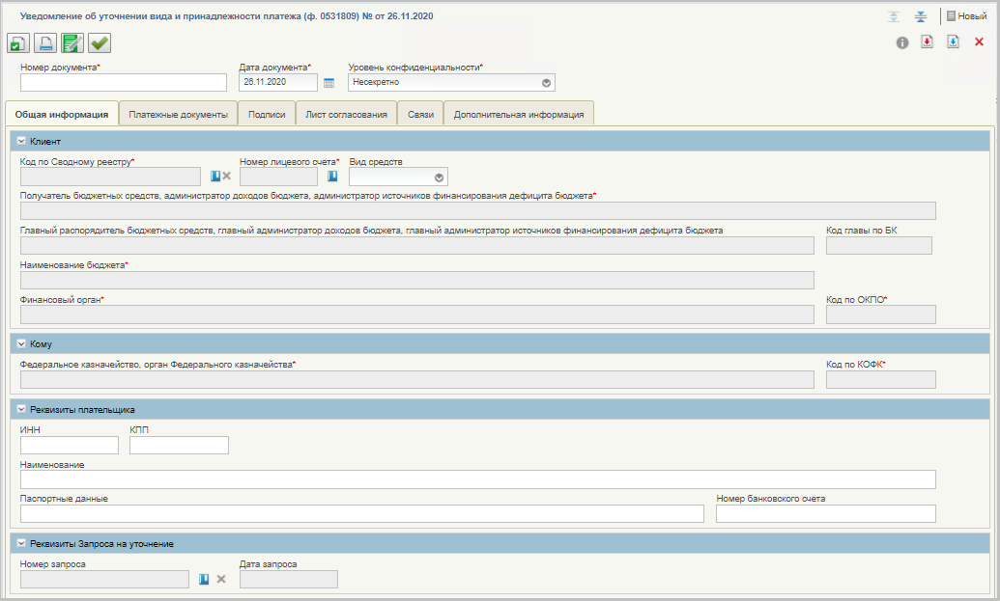 Уведомление об уточнении вида и принадлежности платежа (ф. 0531809) № от 26.11.2020
Новый
Номер документа* Дата документа* Уровень конфиденциальности*
26.11.2020 Несекретно
Общая информация Платежные документы Подписи Лист согласования Связи Дополнительная информация
Клиент
Код по Сводному реестру* Номер лицевого счета* Вид средств
Получатель бюджетных средств, администратор доходов бюджета, администратор источников финансирования дефицита бюджета*
Главный распорядитель бюджетных средств, главный администратор доходов бюджета, главный администратор источников финансирования дефицита бюджета Код главы по БК
Наименование бюджета*
Финансовый орган* Код по ОКПО*
Кому
Федеральное казначейство, орган Федерального казначейства* Код по КОФК*
Реквизиты плательщика
ИНН КПП
Наименование
Паспортные данные Номер банковского счета
Реквизиты Запроса на уточнение
Номер запроса Дата запроса